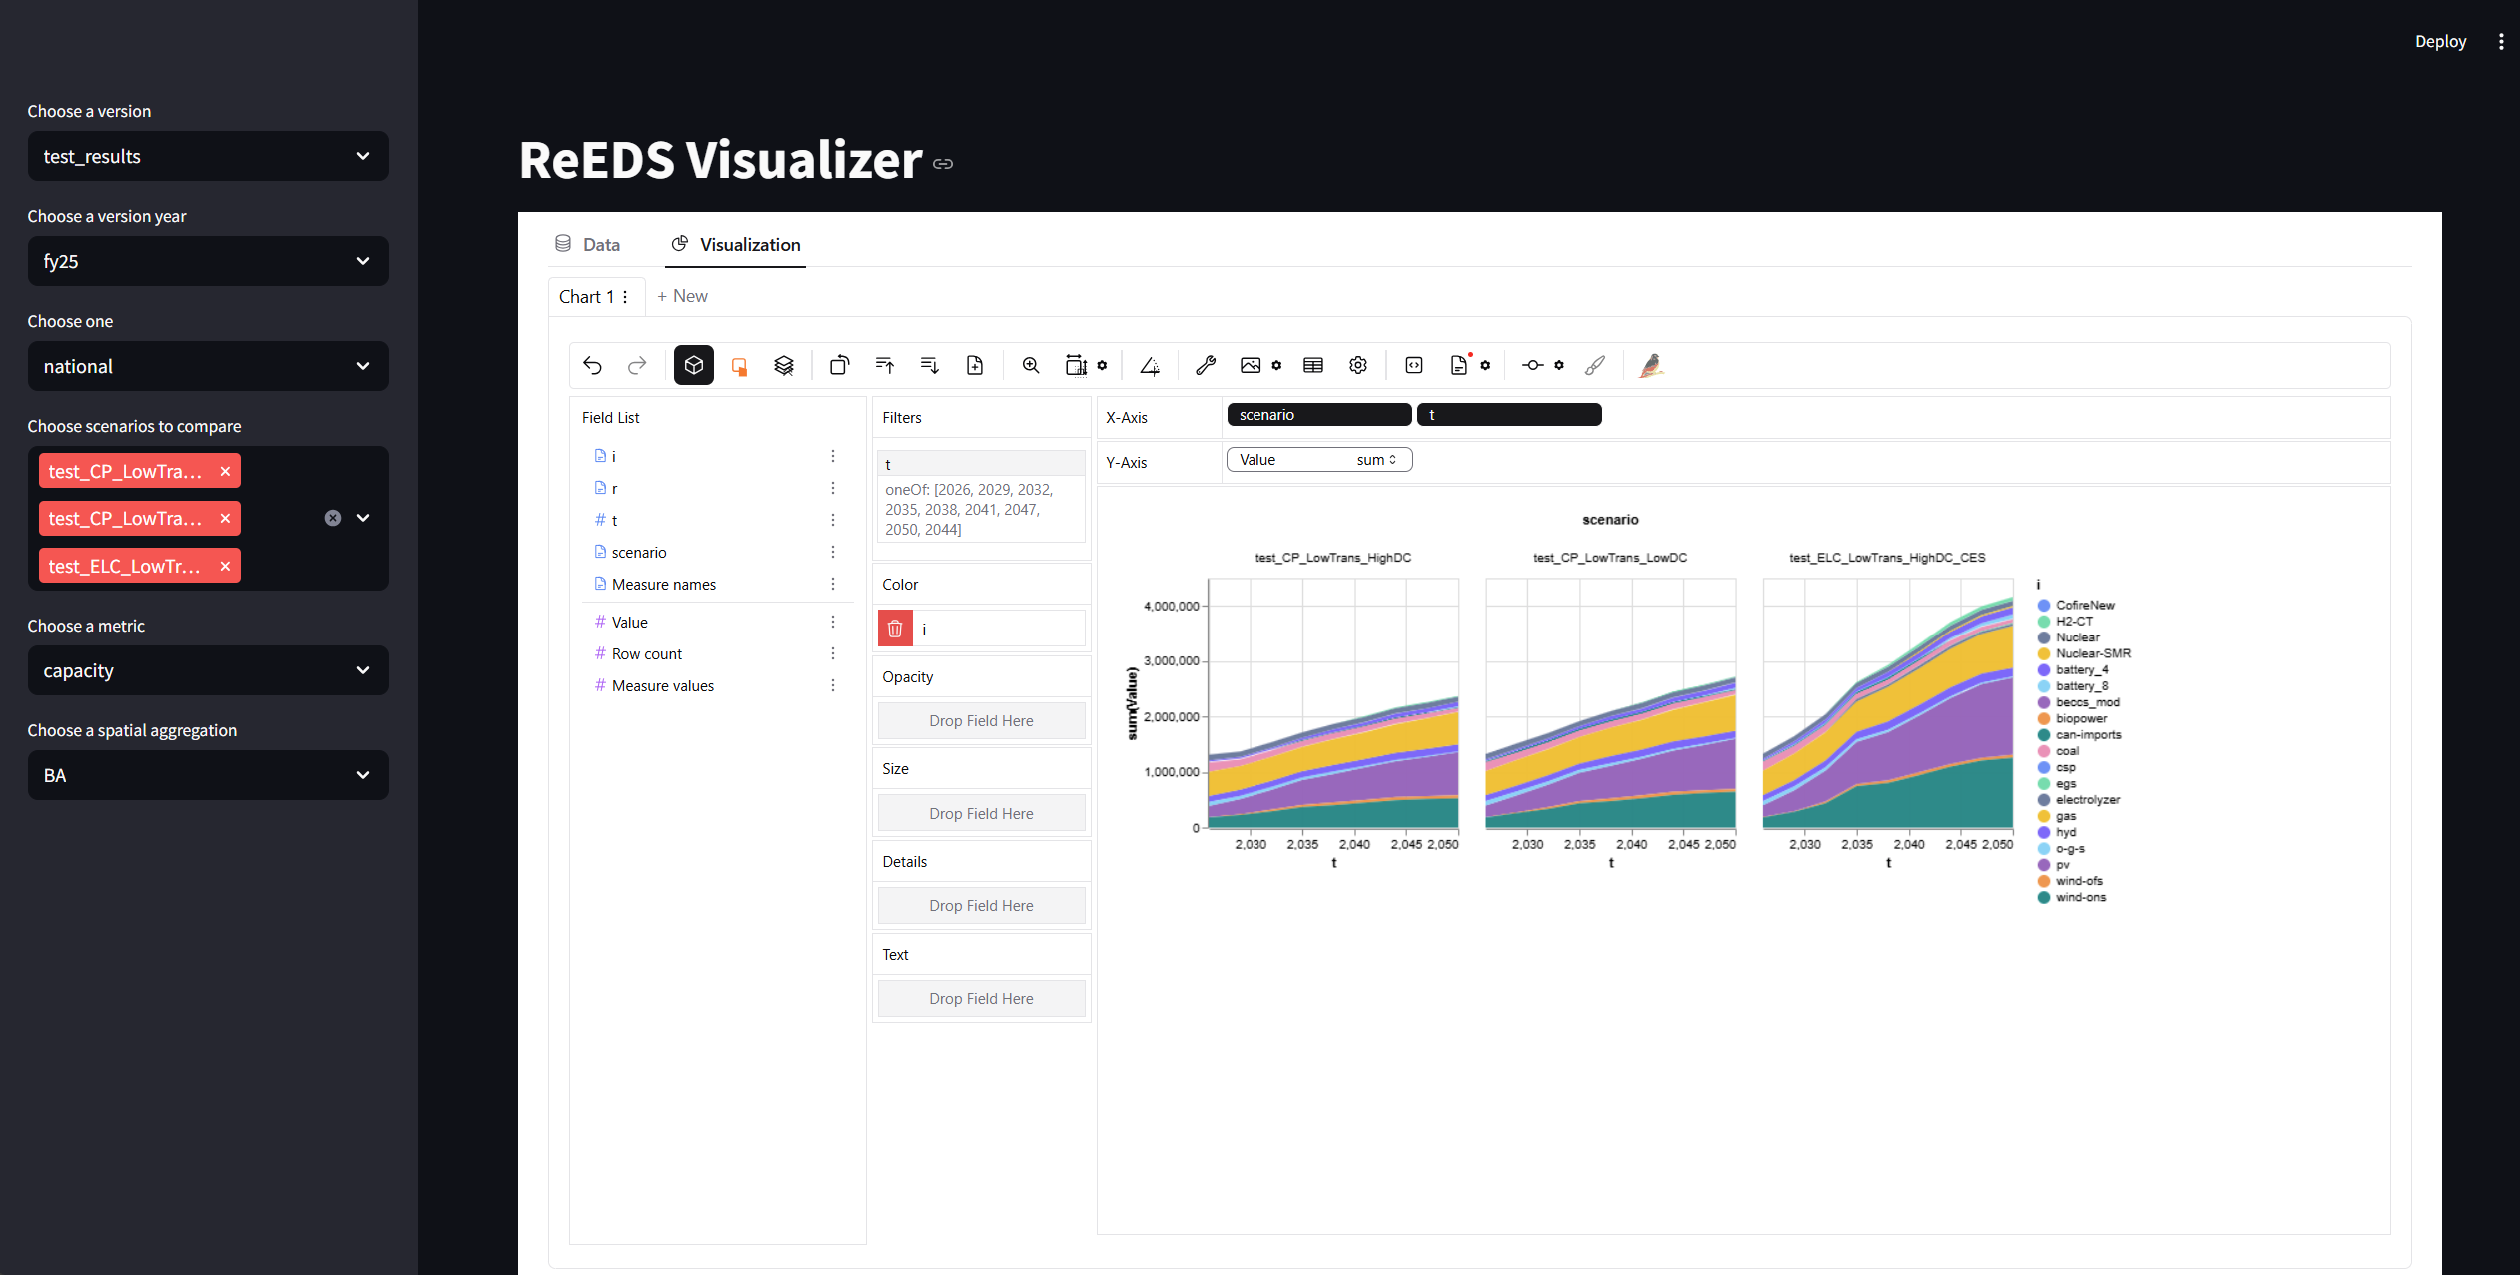 Deploy
Choose a version
test_results
Choose a version year
fy25
Choose one
national
Choose scenarios to compare
test_CP_LowTra...
test_CP_LowTra...
test_ELC_LowTr...
Choose a metric
capacity
Choose a spatial aggregation
BA
ReEDS Visualizer
Data
Visualization
Chart 1
+ New
Field List
i
r
t
scenario
Measure names
Value
Row count
Measure values
Filters
t
oneOf: [2026, 2029, 2032,
2035, 2038, 2041, 2047,
2050, 2044]
Color
i
Opacity
Drop Field Here
Size
Drop Field Here
Details
Drop Field Here
Text
Drop Field Here
X-Axis
scenario
t
Y-Axis
Value sum
scenario
test_CP_LowTrans_HighDC
test_CP_LowTrans_LowDC
test_ELC_LowTrans_HighDC_CES
sum(Value)
4,000,000
3,000,000
2,000,000
1,000,000
0
2,030 2,035 2,040 2,045 2,050
t
2,030 2,035 2,040 2,045 2,050
t
2,030 2,035 2,040 2,045 2,050
t
i
CofireNew
H2-CT
Nuclear
Nuclear-SMR
battery_4
battery_8
beccs_mod
biopower
can-imports
coal
csp
egs
electrolyzer
gas
hyd
o-g-s
pv
wind-ofs
wind-ons